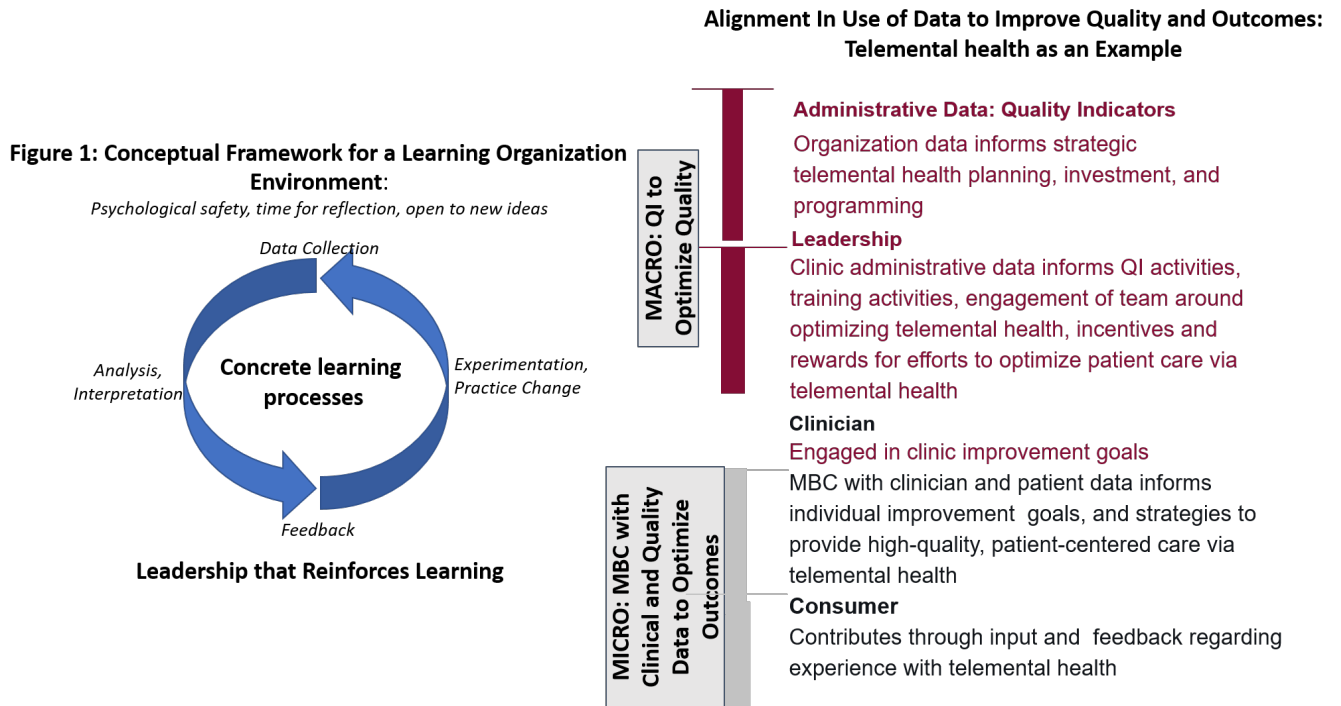 Alignment In Use of Data to Improve Quality and Outcomes:
Telemental health as an Example
Figure 1: Conceptual Framework for a Learning Organization
Environment:
Psychological safety, time for reflection, open to new ideas
Data Collection
Analysis,
Interpretation
Concrete learning
processes
Experimentation,
Practice Change
Feedback
Leadership that Reinforces Learning
MACRO: QI to
Optimize Quality
Administrative Data: Quality Indicators
Organization data informs strategic
telemental health planning, investment, and
programming
Leadership
Clinic administrative data informs QI activities,
training activities, engagement of team around
optimizing telemental health, incentives and
rewards for efforts to optimize patient care via
telemental health
Clinician
Engaged in clinic improvement goals
MICRO: MBC with
Clinical and Quality
Data to Optimize
Outcomes
MBC with clinician and patient data informs
individual improvement goals, and strategies to
provide high-quality, patient-centered care via
telemental health
Consumer
Contributes through input and feedback regarding
experience with telemental health